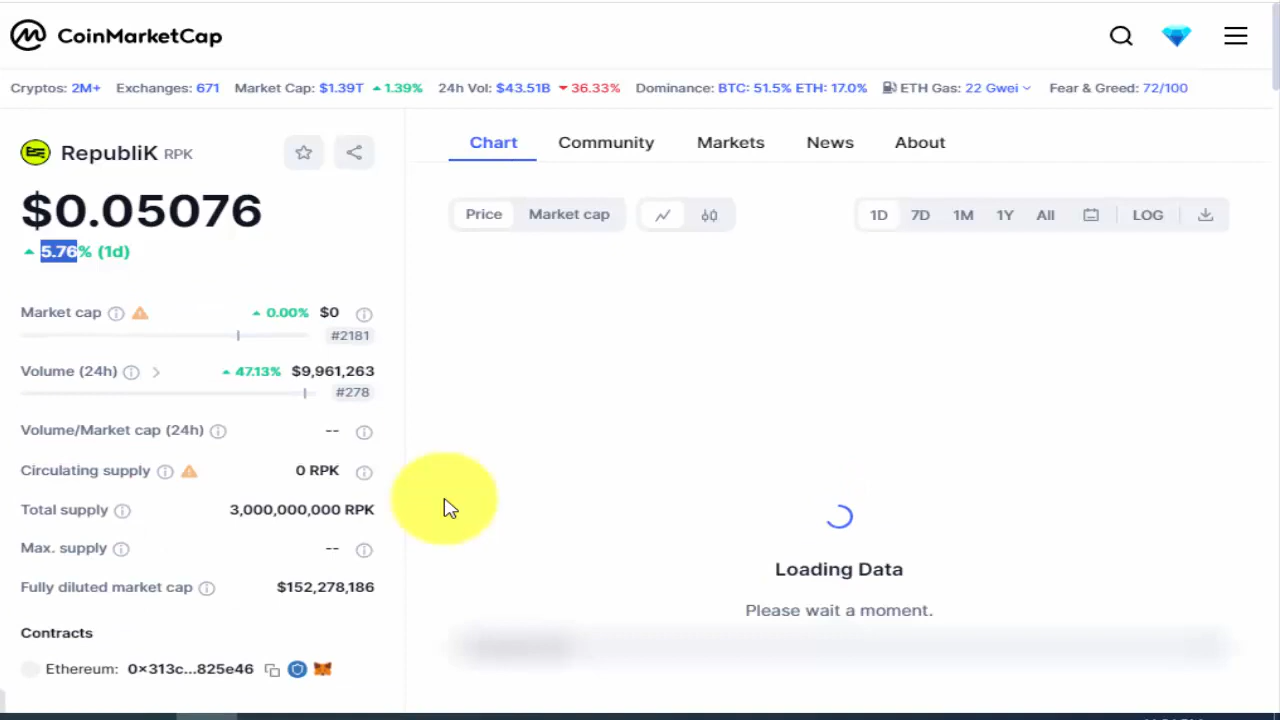 CoinMarketCap
Cryptos: 2M+ Exchanges: 671 Market Cap: $1.39T 1.39% 24h Vol: $43.51B 36.33% Dominance: BTC: 51.5% ETH: 17.0% ETH Gas: 22 Gwei Fear & Greed: 72/100
RepubliK RPK
$0.05076
5.76% (1d)
Market cap 0.00% $0
#2181
Volume (24h) 47.13% $9,961,263
#278
Volume/Market cap (24h) --
Circulating supply 0 RPK
Total supply 3,000,000,000 RPK
Max. supply --
Fully diluted market cap $152,278,186
Contracts
Ethereum: 0x313c...825e46
Chart Community Markets News About
Price Market cap 1D 7D 1M 1Y All LOG
Loading Data
Please wait a moment.